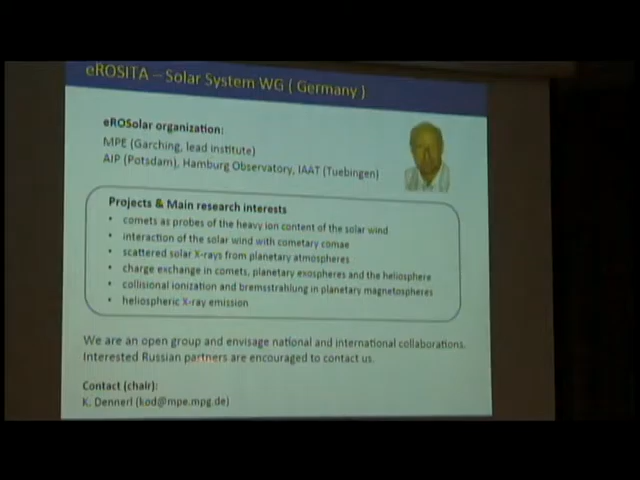 eROSITA – Solar System WG ( Germany )
eROSolar organization:
MPE (Garching, lead institute)
AIP (Potsdam), Hamburg Observatory, IAAT (Tuebingen)
Projects & Main research interests
• comets as probes of the heavy ion content of the solar wind
• interaction of the solar wind with cometary comae
• scattered solar X-rays from planetary atmospheres
• charge exchange in comets, planetary exospheres and the heliosphere
• collisional ionization and bremsstrahlung in planetary magnetospheres
• heliospheric X-ray emission
We are an open group and envisage national and international collaborations.
Interested Russian partners are encouraged to contact us.
Contact (chair):
K. Dennerl (kod@mpe.mpg.de)